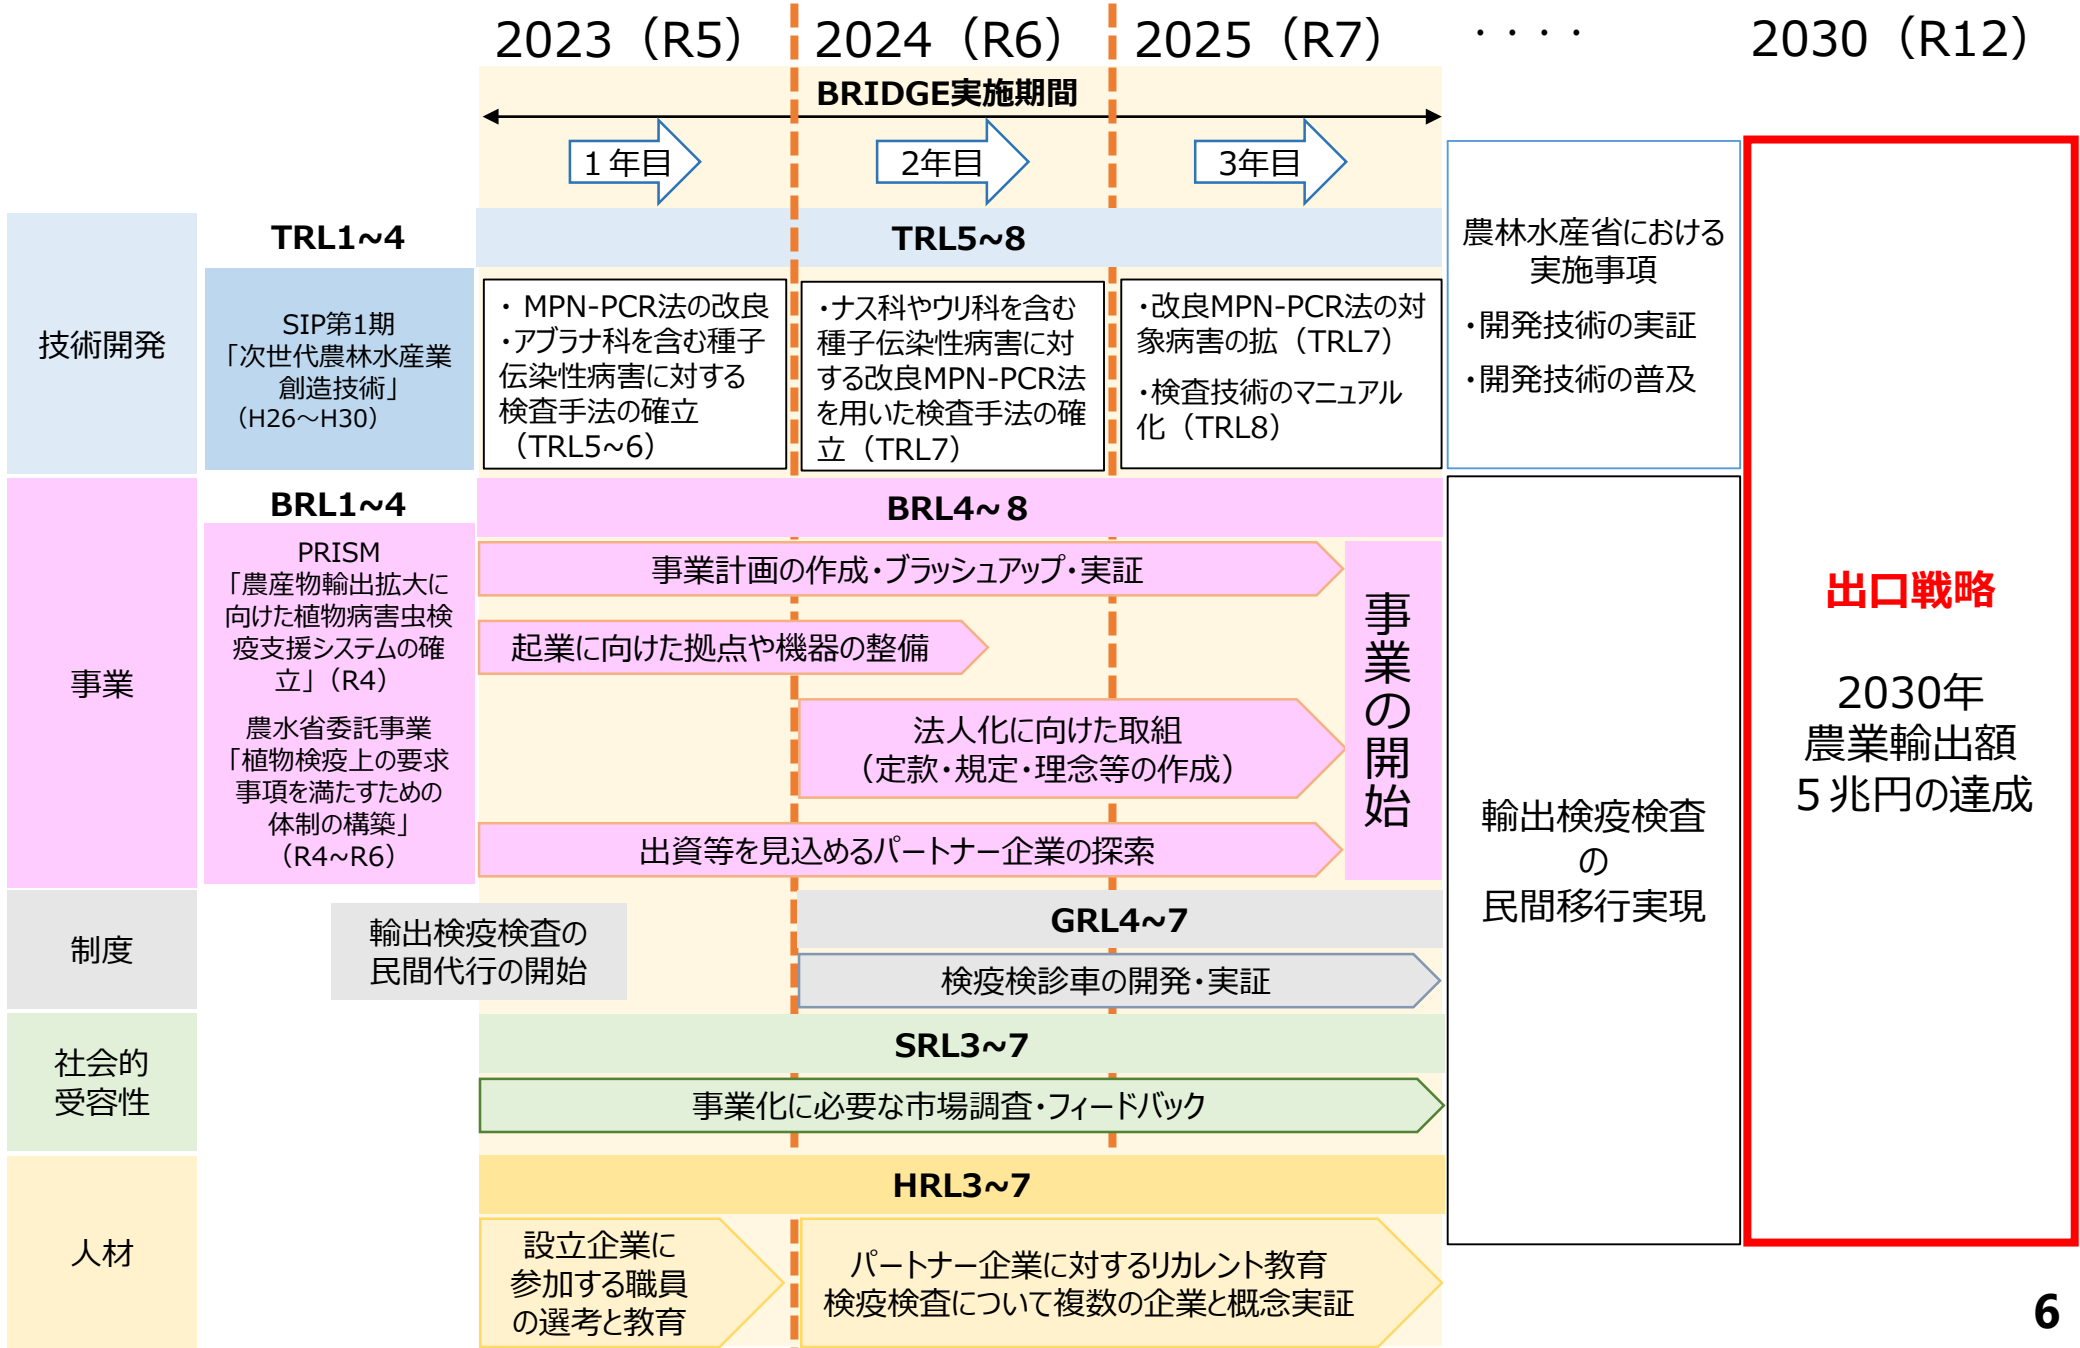 2023（R5）
2024（R6）
2025（R7）
・・・・
2030（R12）
BRIDGE実施期間
１年目
2年目
3年目
技術開発
TRL1~4
SIP第1期
「次世代農林水産業
創造技術」
（H26～H30）
TRL5~8
・ MPN-PCR法の改良
・アブラナ科を含む種子
伝染性病害に対する
検査手法の確立
（TRL5~6）
・ナス科やウリ科を含む
種子伝染性病害に対
する改良MPN-PCR法
を用いた検査手法の確
立（TRL7）
・改良MPN-PCR法の対
象病害の拡（TRL7）
・検査技術のマニュアル
化（TRL8）
農林水産省における
実施事項
・開発技術の実証
・開発技術の普及
事業
BRL1~4
PRISM
「農産物輸出拡大に
向けた植物病害虫検
疫支援システムの確
立」（R4）
農水省委託事業
「植物検疫上の要求
事項を満たすための
体制の構築」
（R4~R6）
BRL4~８
事業計画の作成・ブラッシュアップ・実証
起業に向けた拠点や機器の整備
法人化に向けた取組
（定款・規定・理念等の作成）
出資等を見込めるパートナー企業の探索
事業の開始
輸出検疫検査
の
民間移行実現
出口戦略
2030年
農業輸出額
５兆円の達成
制度
輸出検疫検査の
民間代行の開始
GRL4~7
検疫検診車の開発・実証
社会的
受容性
SRL3~7
事業化に必要な市場調査・フィードバック
人材
HRL3~7
設立企業に
参加する職員
の選考と教育
パートナー企業に対するリカレント教育
検疫検査について複数の企業と概念実証
6